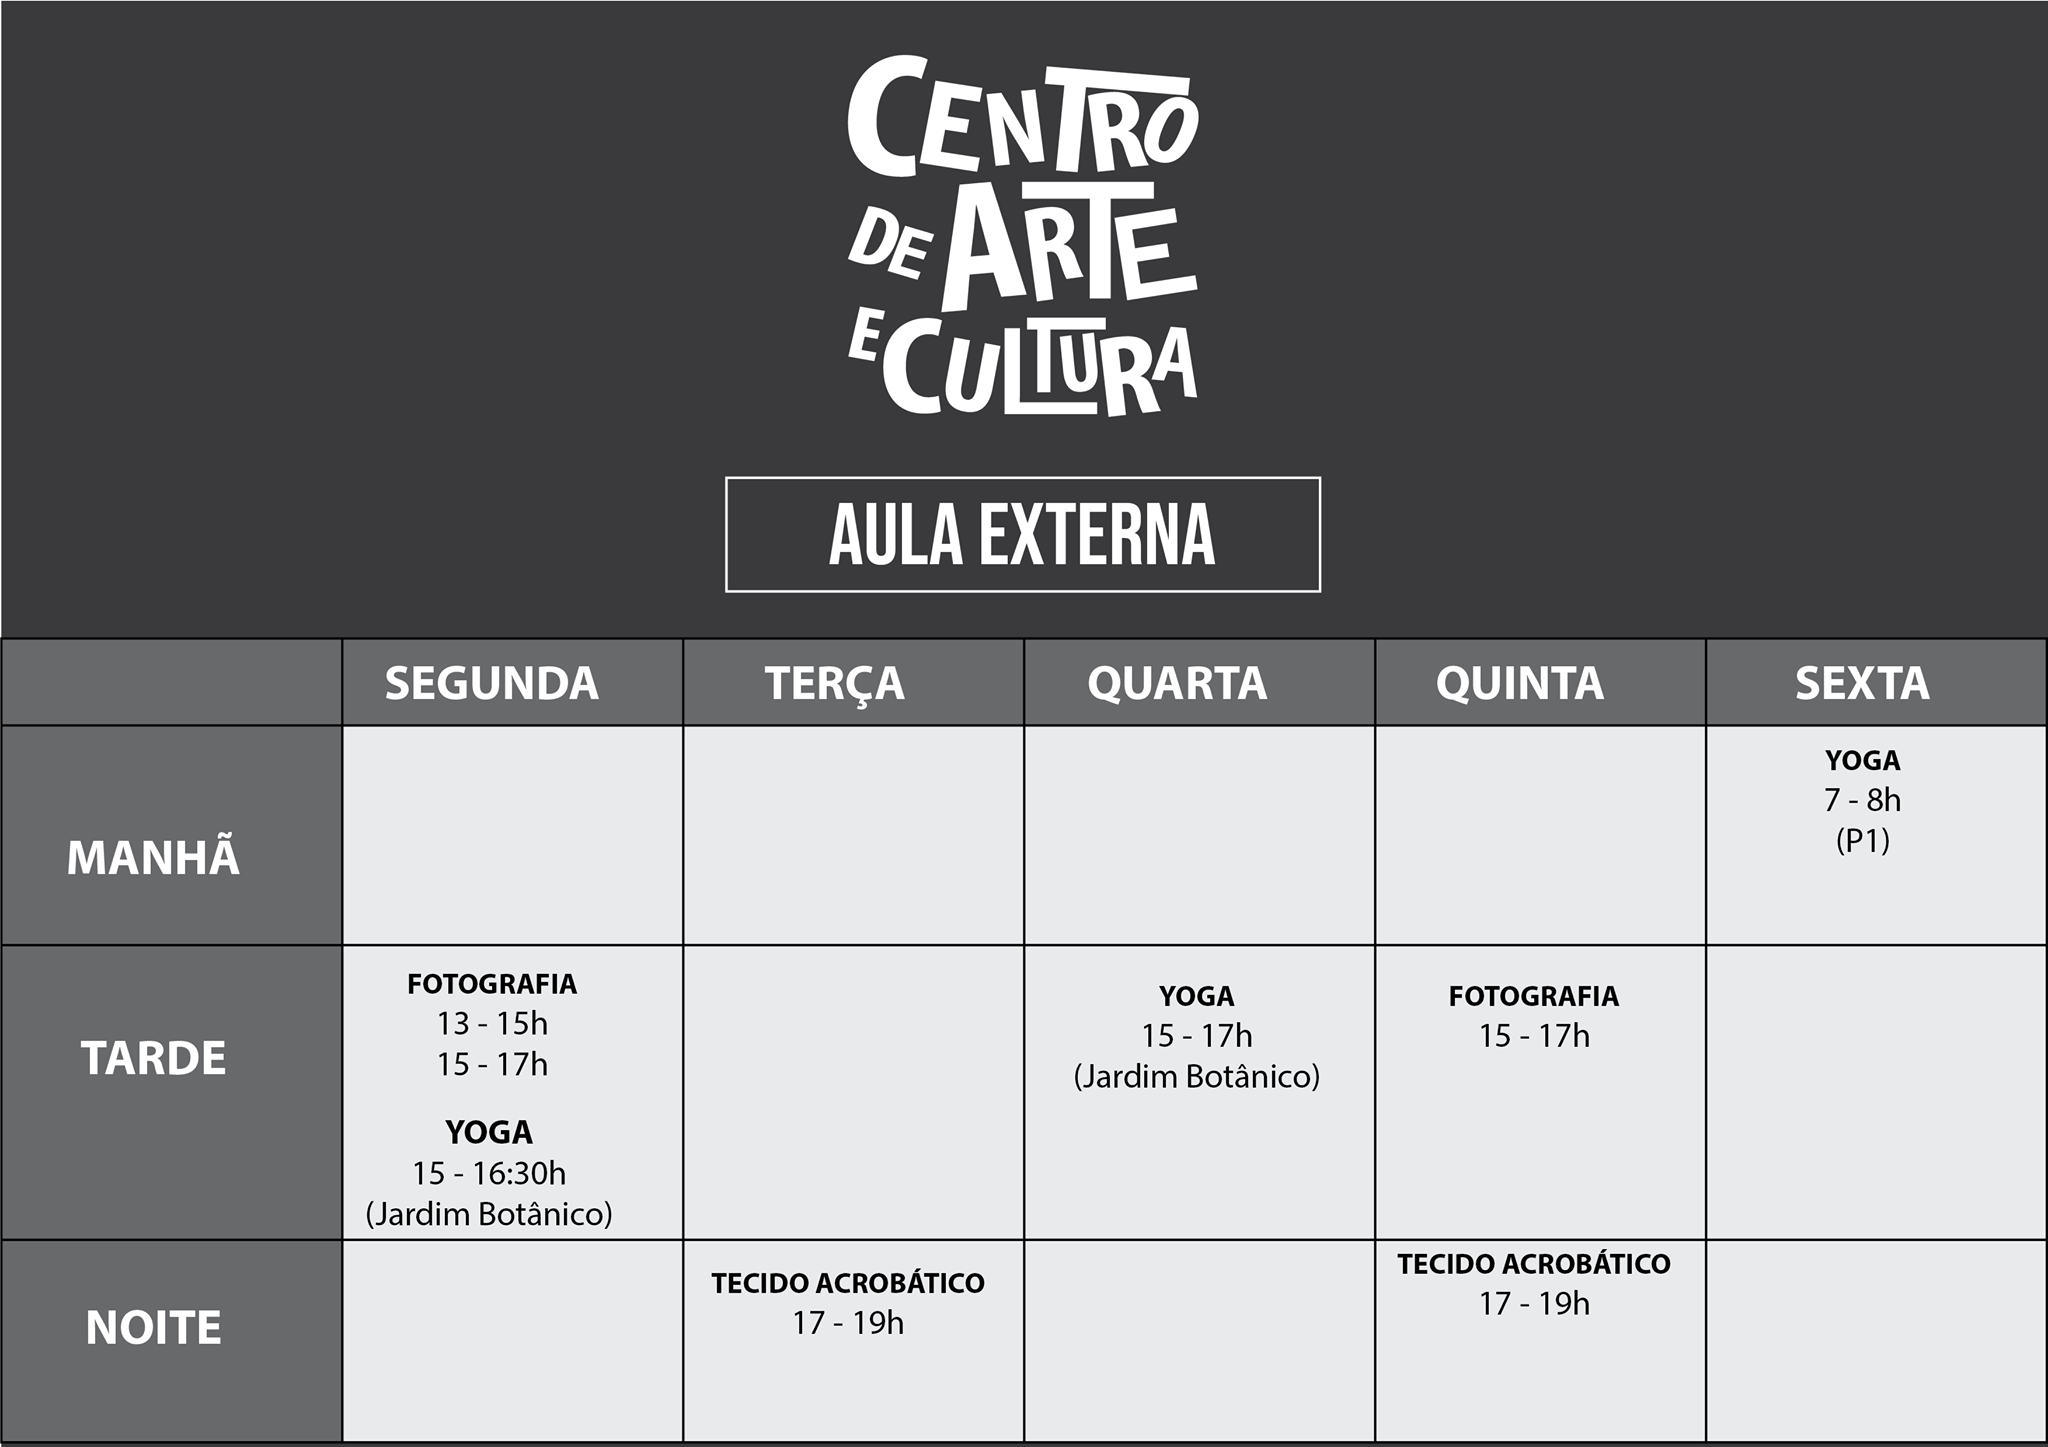 CENTRO
DE ARTE
E CULTURA
AULA EXTERNA
SEGUNDA TERÇA QUARTA QUINTA SEXTA
MANHÃ
YOGA
7 - 8h
(P1)
TARDE
FOTOGRAFIA
13 - 15h
15 - 17h
YOGA
15 - 16:30h
(Jardim Botânico)
YOGA
15 - 17h
(Jardim Botânico)
FOTOGRAFIA
15 - 17h
NOITE
TECIDO ACROBÁTICO
17 - 19h
TECIDO ACROBÁTICO
17 - 19h